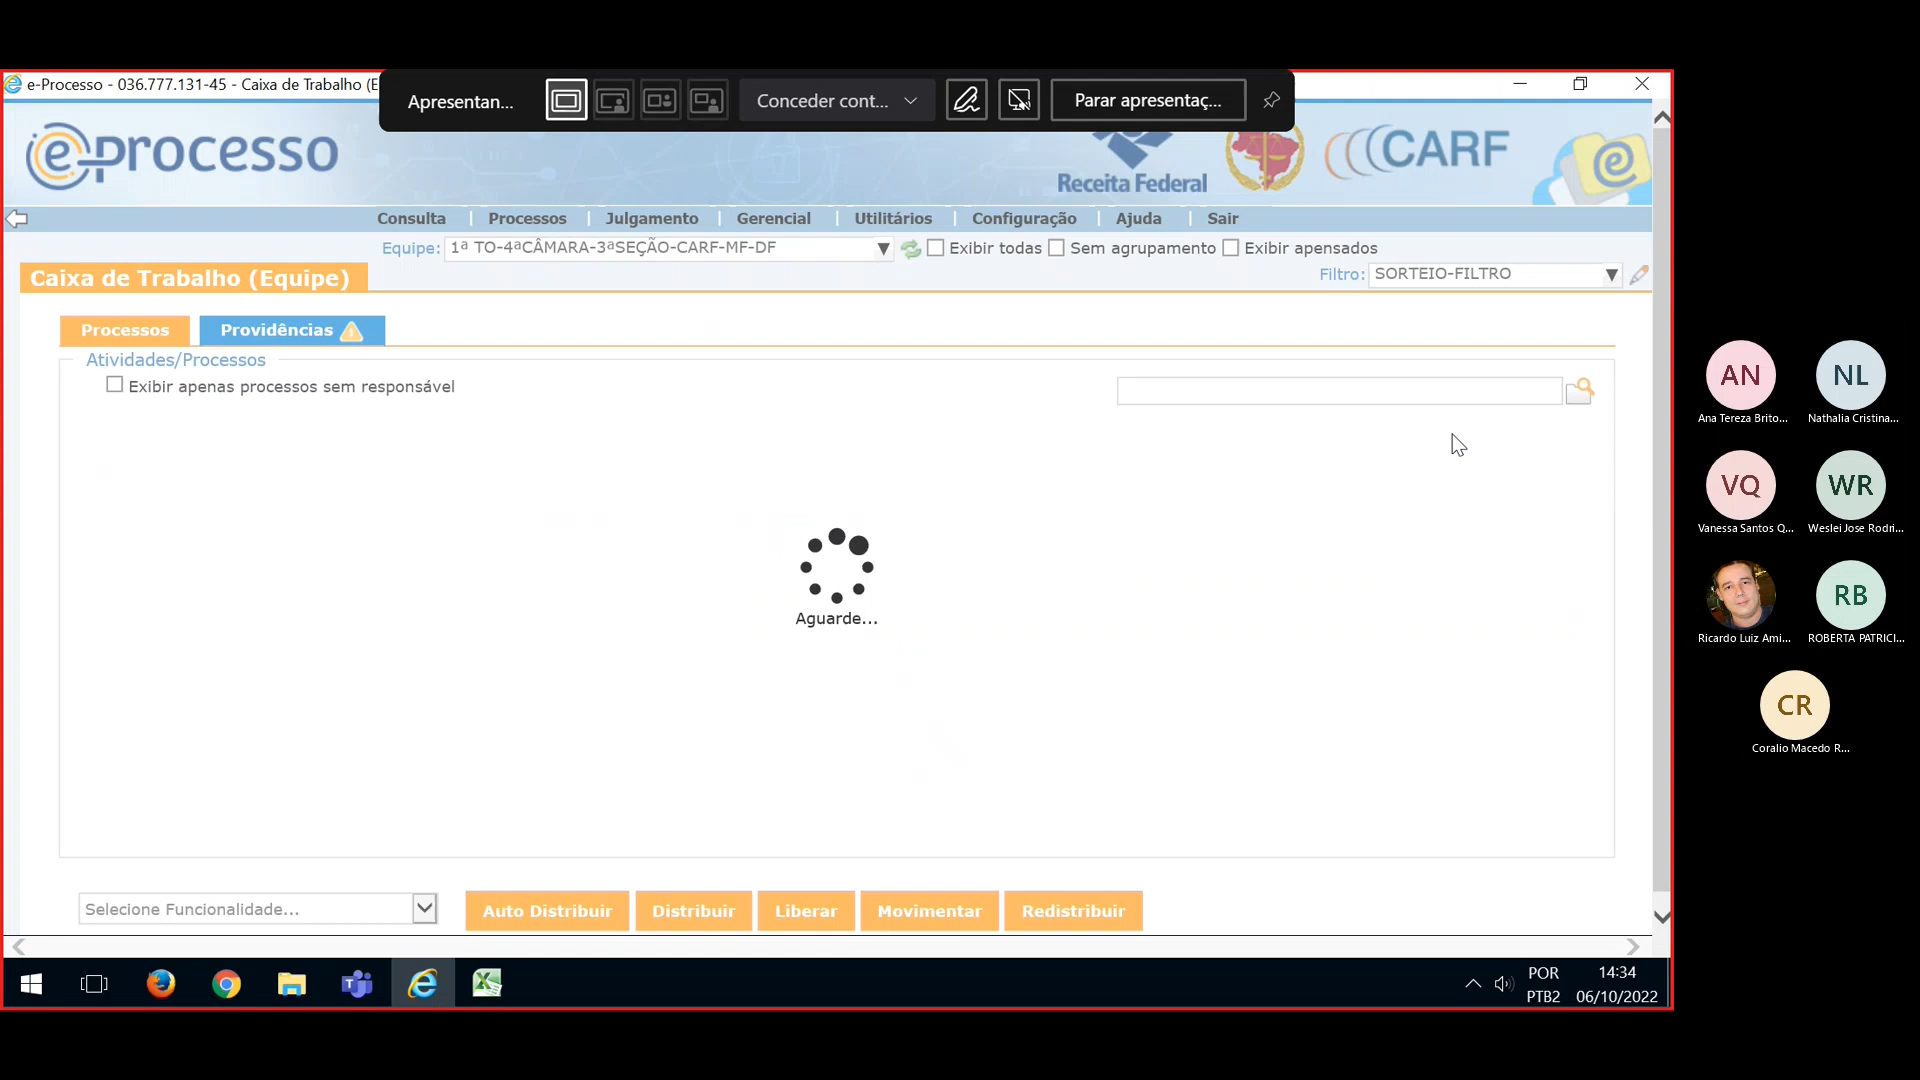 e-Processo - 036.777.131-45 - Caixa de Trabalho (E
Apresentan...
Conceder cont...
Parar apresentaç...
e-processo
Receita Federal
CARF
Consulta | Processos | Julgamento | Gerencial | Utilitários | Configuração | Ajuda | Sair
Equipe: 1ª TO-4ªCÂMARA-3ªSEÇÃO-CARF-MF-DF Exibir todas Sem agrupamento Exibir apensados
Filtro: SORTEIO-FILTRO
Caixa de Trabalho (Equipe)
Processos Providências
Atividades/Processos
Exibir apenas processos sem responsável
Aguarde...
Selecione Funcionalidade... Auto Distribuir Distribuir Liberar Movimentar Redistribuir
POR 14:34
PTB2 06/10/2022
AN NL
Ana Tereza Brito... Nathalia Cristina...
VQ WR
Vanessa Santos Q... Weslei Jose Rodri...
RB
Ricardo Luiz Ami... ROBERTA PATRICI...
CR
Coralio Macedo R...